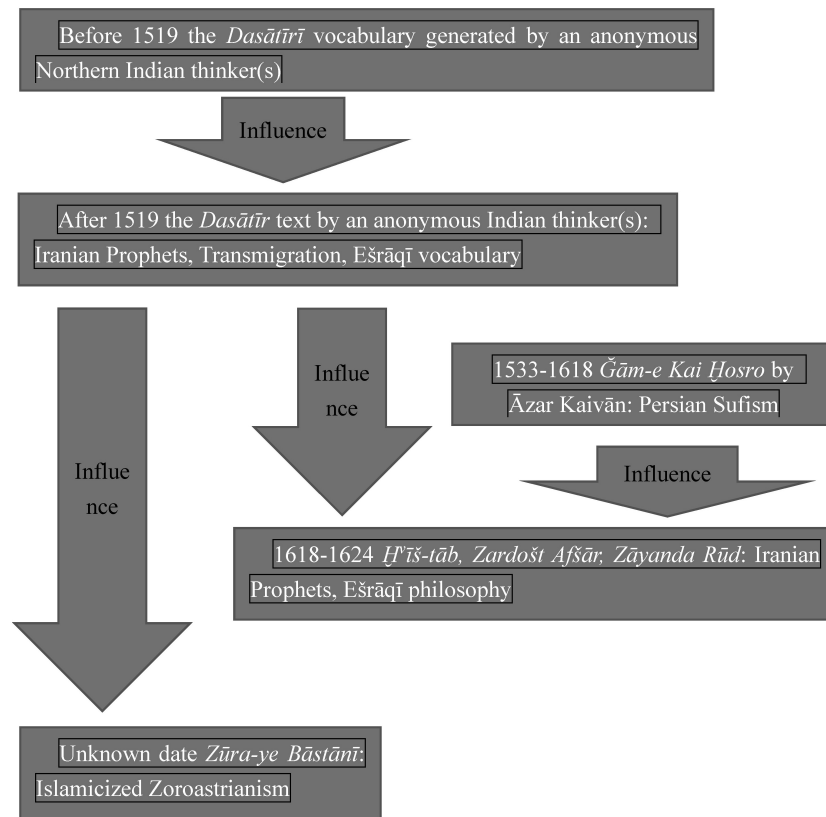 Before 1519 the Dasātīrī vocabulary generated by an anonymous
Northern Indian thinker(s)
Influence
After 1519 the Dasātīr text by an anonymous Indian thinker(s):
Iranian Prophets, Transmigration, Ešrāqī vocabulary
Influe
nce
1533-1618 Ǧām-e Kai Ḫosro by
Āzar Kaivān: Persian Sufism
Influe
nce
Influence
1618-1624 Ḫᵛīš-tāb, Zardošt Afšār, Zāyanda Rūd: Iranian
Prophets, Ešrāqī philosophy
Unknown date Zūra-ye Bāstānī:
Islamicized Zoroastrianism